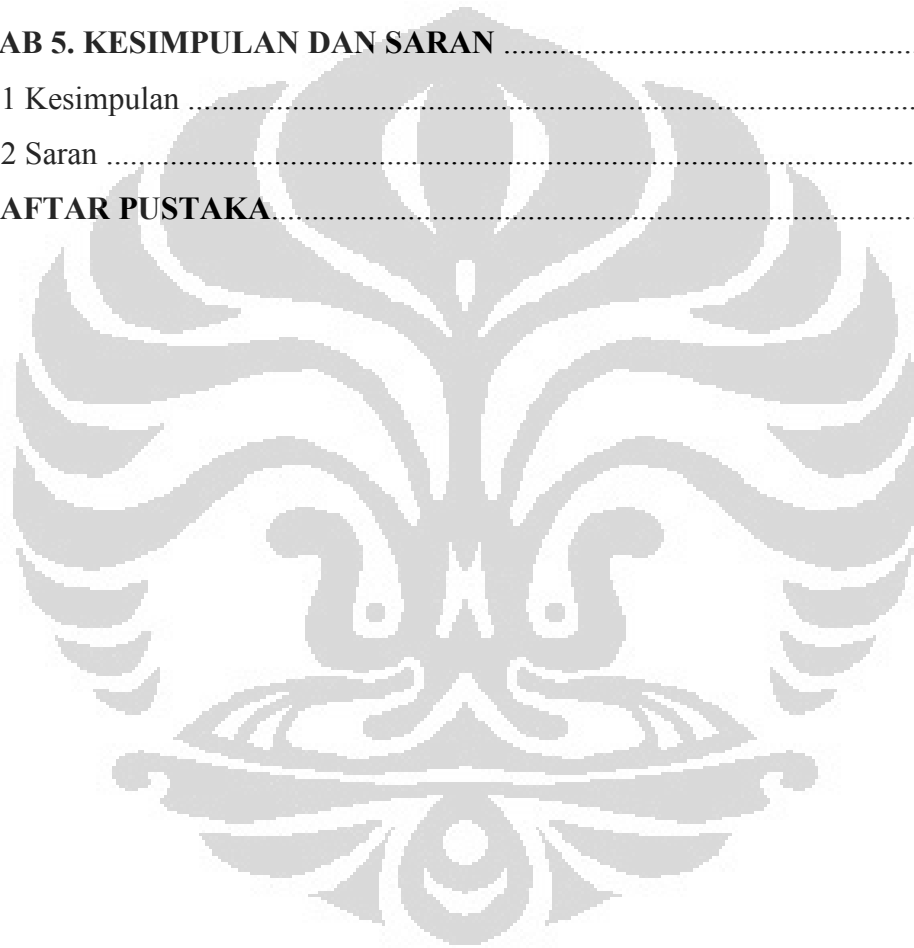 AB 5. KESIMPULAN DAN SARAN ....................................................
1 Kesimpulan ...........................................................................................
2 Saran .....................................................................................................
AFTAR PUSTAKA.................................................................................